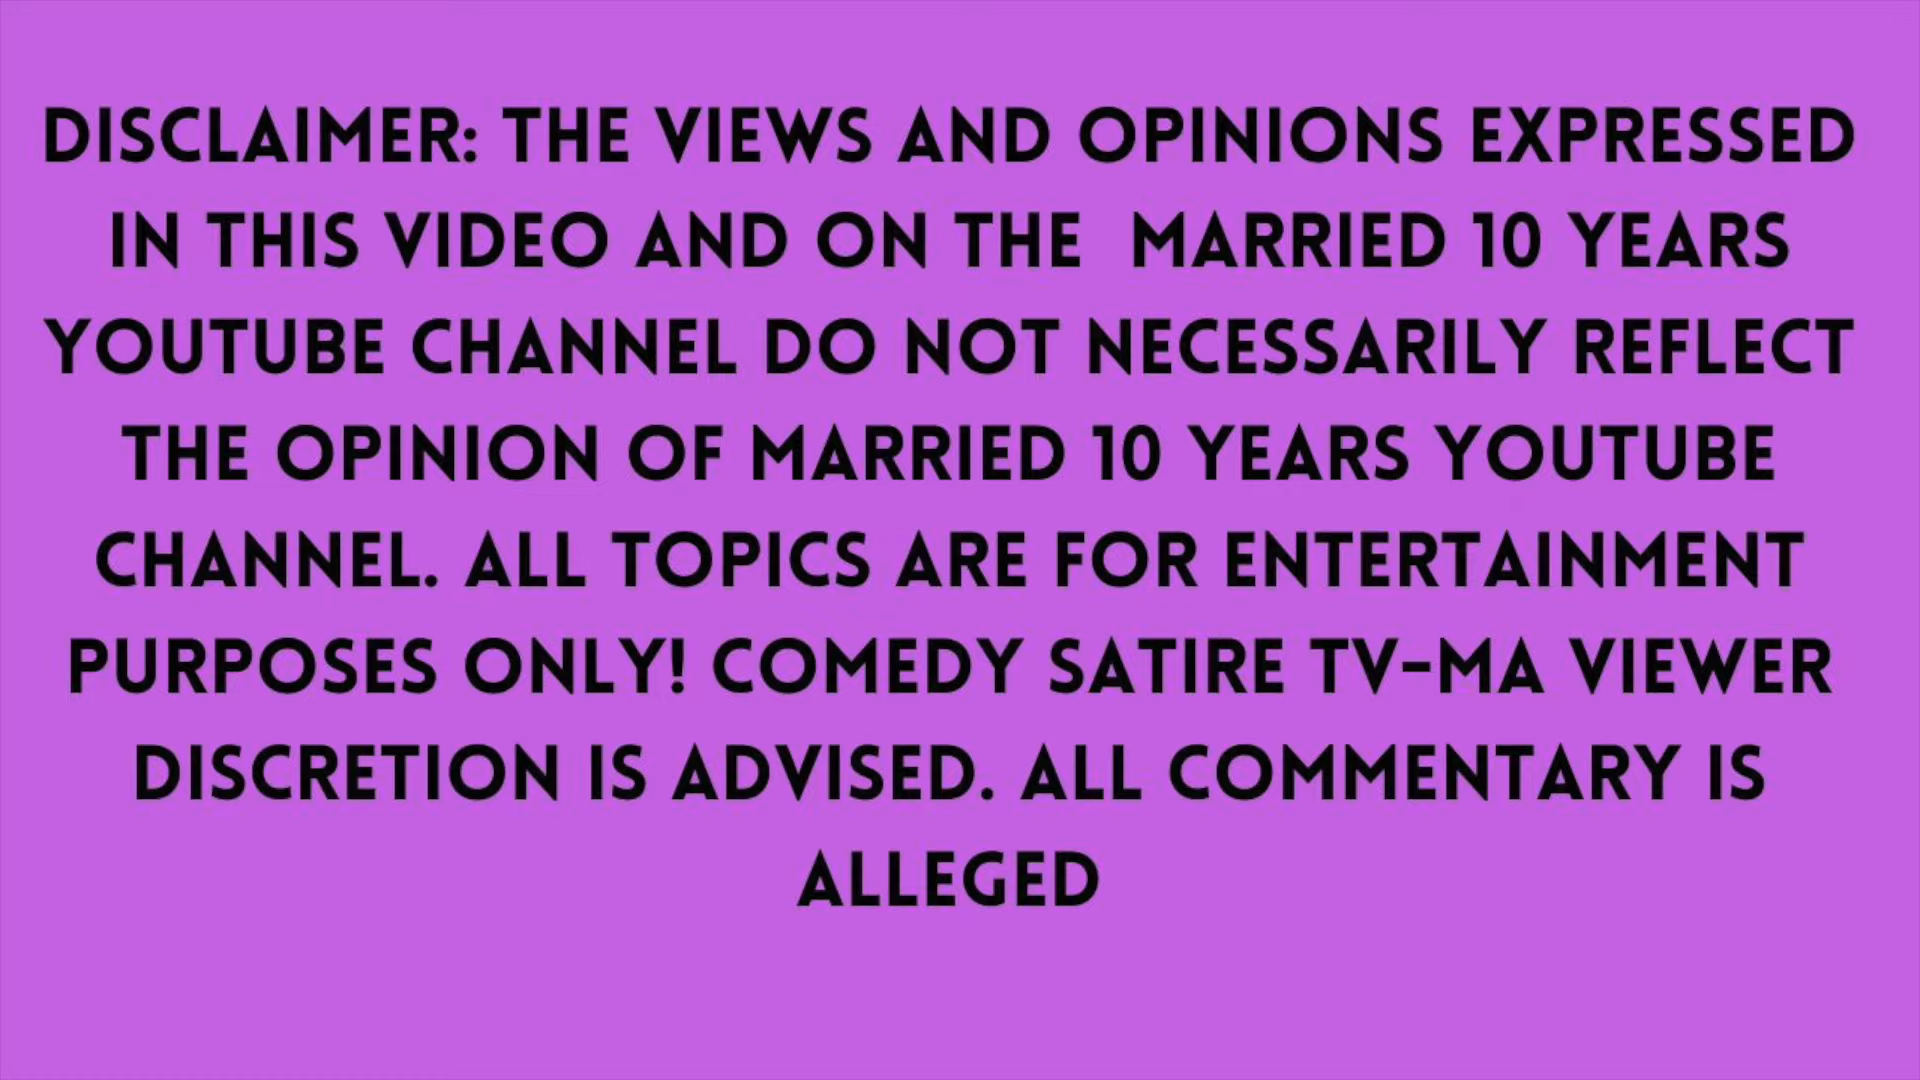 DISCLAIMER: THE VIEWS AND OPINIONS EXPRESSED
IN THIS VIDEO AND ON THE MARRIED 10 YEARS
YOUTUBE CHANNEL DO NOT NECESSARILY REFLECT
THE OPINION OF MARRIED 10 YEARS YOUTUBE
CHANNEL. ALL TOPICS ARE FOR ENTERTAINMENT
PURPOSES ONLY! COMEDY SATIRE TV-MA VIEWER
DISCRETION IS ADVISED. ALL COMMENTARY IS
ALLEGED